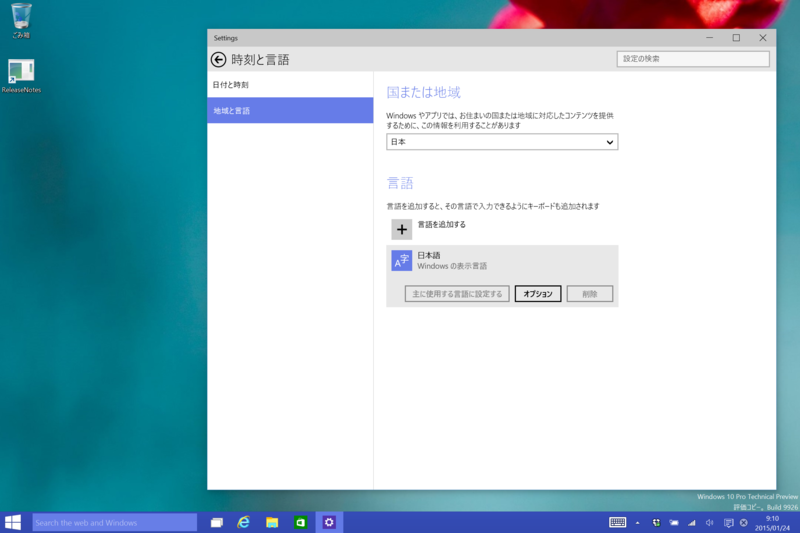 ごみ箱
ReleaseNotes
Settings
時刻と言語
設定の検索
日付と時刻
地域と言語
国または地域
Windows やアプリでは、お住まいの国または地域に対応したコンテンツを提供
するために、この情報を利用することがあります
日本
言語
言語を追加すると、その言語で入力できるようにキーボードも追加されます
言語を追加する
A字
日本語
Windows の表示言語
主に使用する言語に設定する
オプション
削除
Windows 10 Pro Technical Preview
評価コピー。Build 9926
Search the web and Windows
9:10
2015/01/24